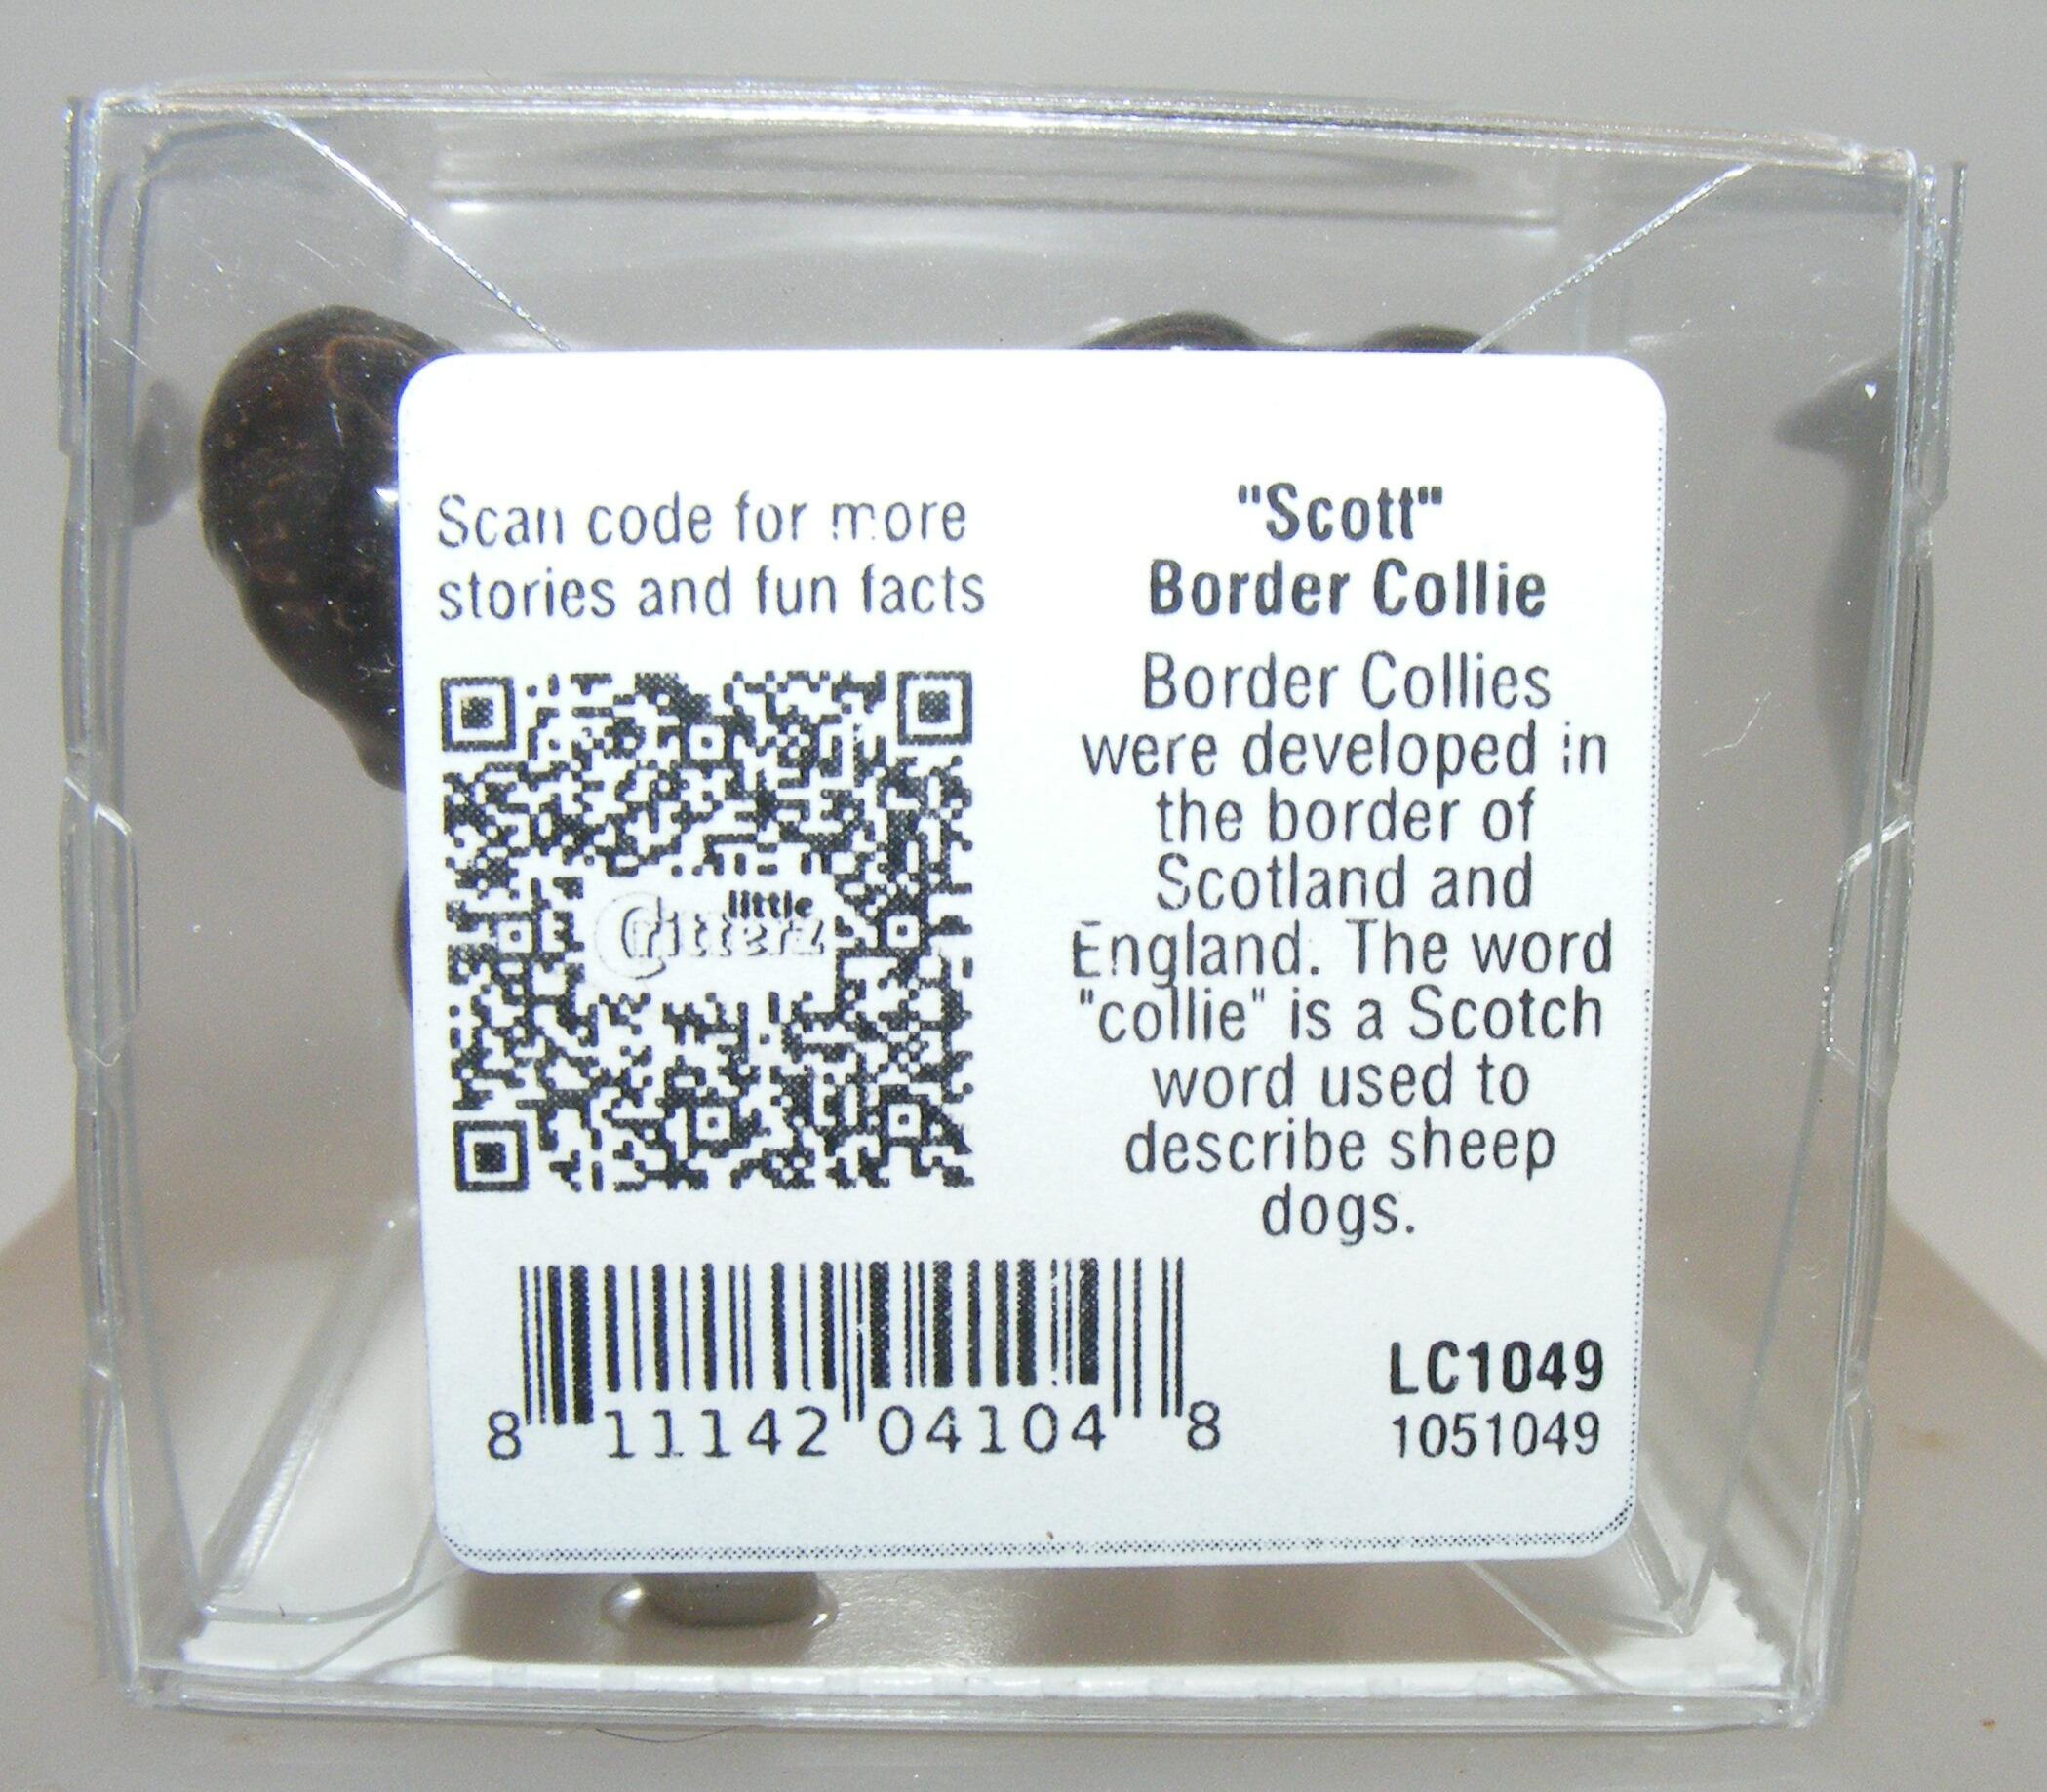 Scan code for more
stories and fun facts
little
Critterz
"Scott"
Border Collie
Border Collies
were developed in
the border of
Scotland and
England. The word
"collie" is a Scotch
word used to
describe sheep
dogs.
8 11142 04104 8
LC1049
1051049